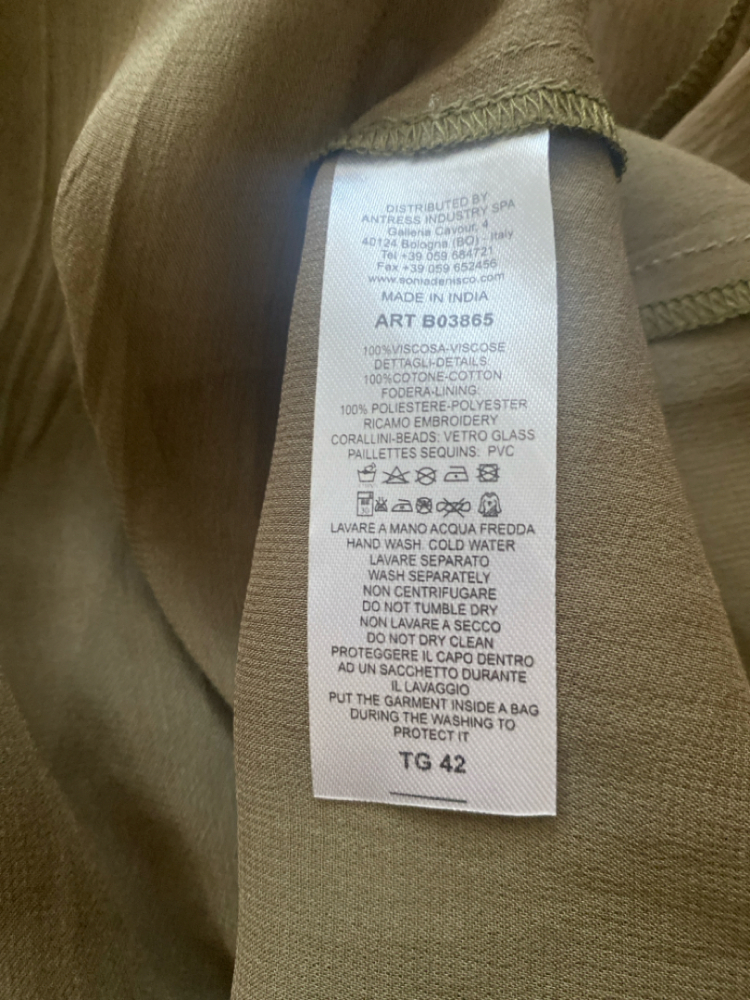 DISTRIBUTED BY
ANTRESS INDUSTRY SPA
Galleria Cavour, 4
40124 Bologna (BO) - Italy
Tel +39 059 684721
Fax +39 059 652456
www.soniadenisco.com
MADE IN INDIA
ART B03865
100%VISCOSA-VISCOSE
DETTAGLI-DETAILS:
100%COTONE-COTTON
FODERA-LINING:
100% POLIESTERE-POLYESTER
RICAMO EMBROIDERY
CORALLINI-BEADS: VETRO GLASS
PAILLETTES SEQUINS: PVC
LAVARE A MANO ACQUA FREDDA
HAND WASH COLD WATER
LAVARE SEPARATO
WASH SEPARATELY
NON CENTRIFUGARE
DO NOT TUMBLE DRY
NON LAVARE A SECCO
DO NOT DRY CLEAN
PROTEGGERE IL CAPO DENTRO
AD UN SACCHETTO DURANTE
IL LAVAGGIO
PUT THE GARMENT INSIDE A BAG
DURING THE WASHING TO
PROTECT IT
TG 42